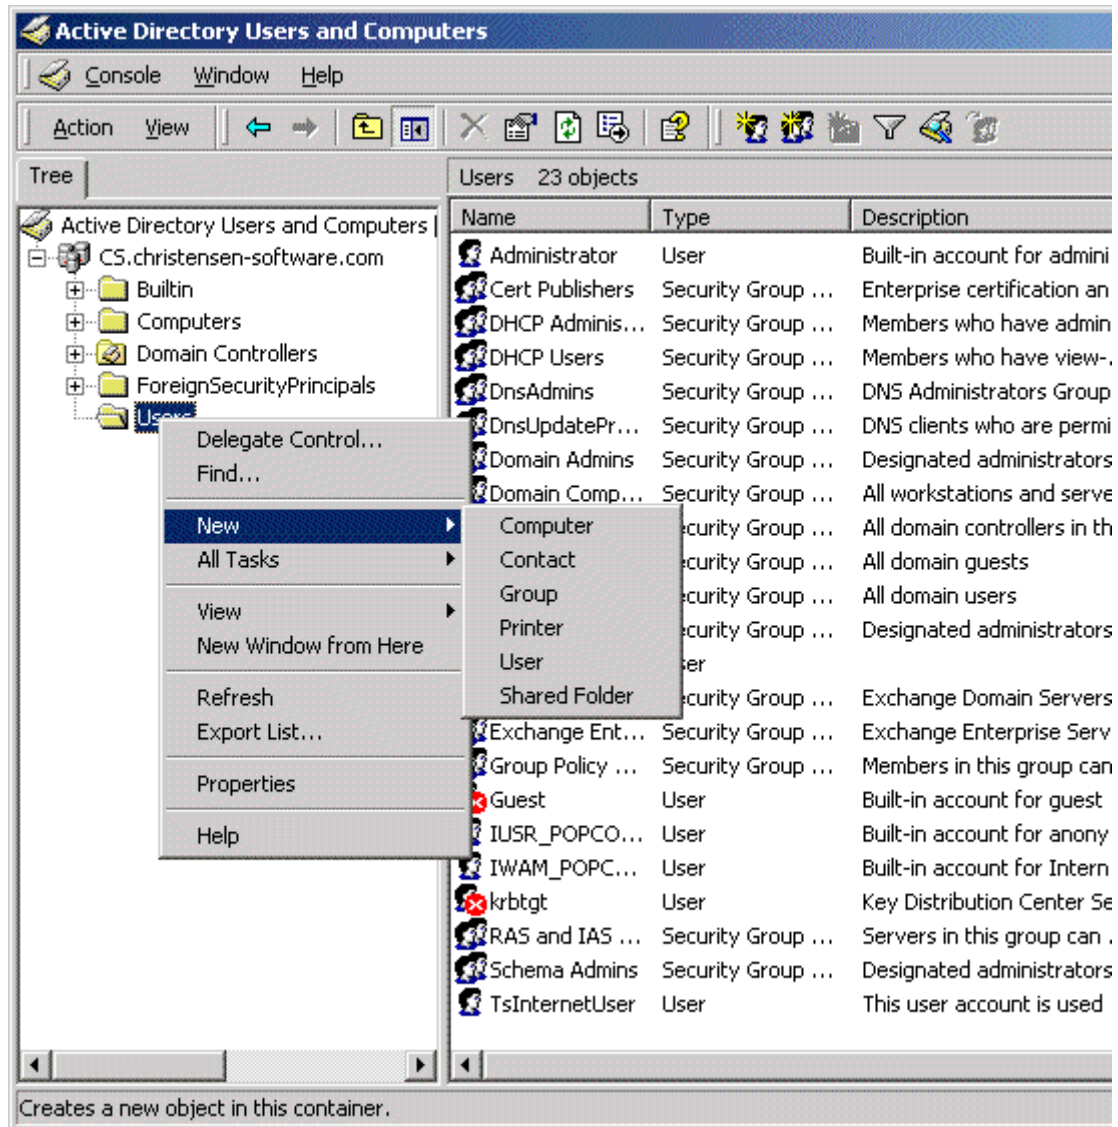 Active Directory Users and Computers
Console Window Help
Action View
Tree
Users 23 objects
Active Directory Users and Computers
CS.christensen-software.com
Builtin
Computers
Domain Controllers
ForeignSecurityPrincipals
Users
Delegate Control...
Find...
New
All Tasks
View
New Window from Here
Refresh
Export List...
Properties
Help
Computer
Contact
Group
Printer
User
Shared Folder
Name Type Description
Administrator User Built-in account for admini
Cert Publishers Security Group ... Enterprise certification an
DHCP Adminis... Security Group ... Members who have admin
DHCP Users Security Group ... Members who have view-.
DnsAdmins Security Group ... DNS Administrators Group
DnsUpdatePr... Security Group ... DNS clients who are permi
Domain Admins Security Group ... Designated administrators
Domain Comp... Security Group ... All workstations and serve
Group ... All domain controllers in th
Group ... All domain guests
Group ... All domain users
Group ... Designated administrators
Group ... Exchange Domain Servers
Exchange Ent... Security Group ... Exchange Enterprise Serv
Group Policy ... Security Group ... Members in this group can
Guest User Built-in account for guest
IUSR_POPCO... User Built-in account for anony
IWAM_POPC... User Built-in account for Intern
krbtgt User Key Distribution Center Se
RAS and IAS ... Security Group ... Servers in this group can .
Schema Admins Security Group ... Designated administrators
TsInternetUser User This user account is used
Creates a new object in this container.